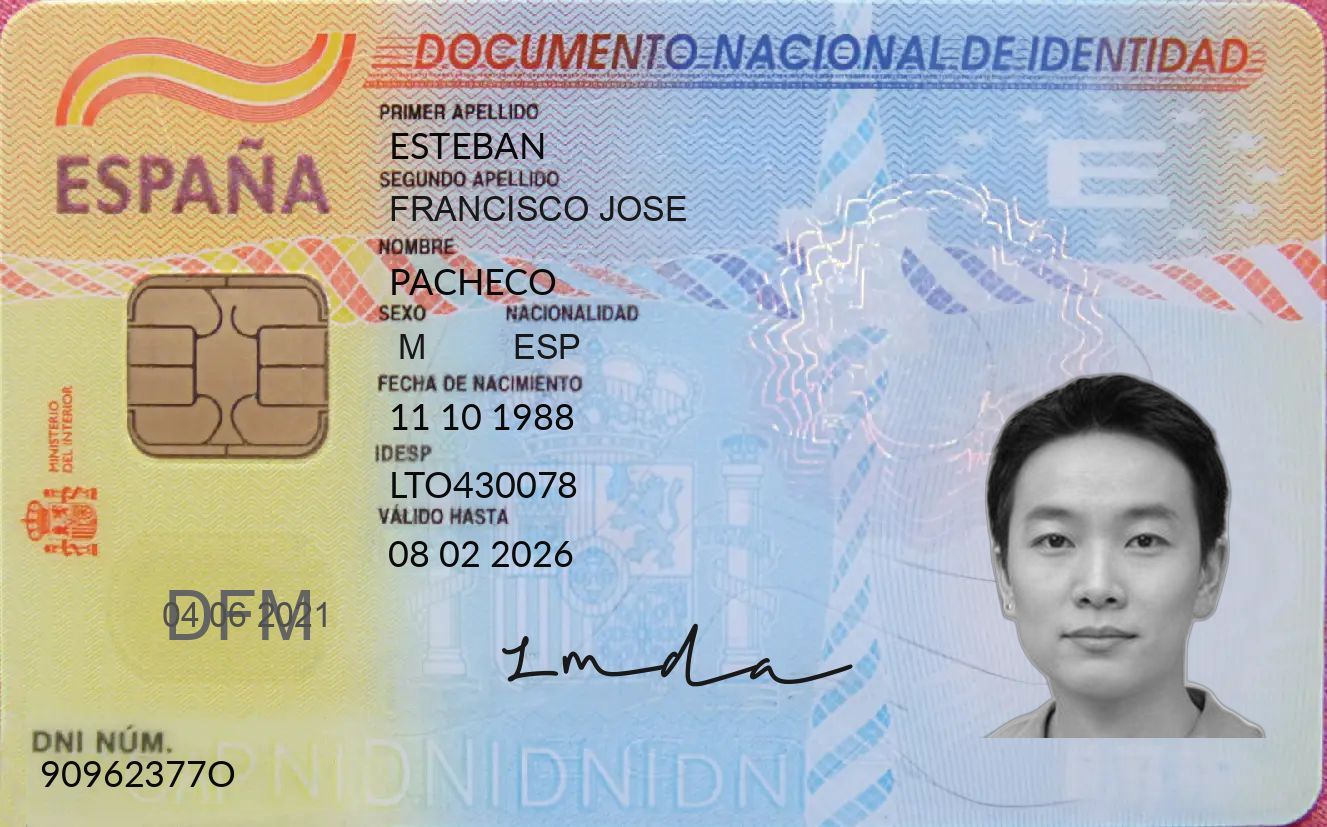 DOCUMENTO NACIONAL DE IDENTIDAD
ESPAÑA
PRIMER APELLIDO
ESTEBAN
SEGUNDO APELLIDO
FRANCISCO JOSE
NOMBRE
PACHECO
SEXO NACIONALIDAD
M ESP
FECHA DE NACIMIENTO
11 10 1988
IDESP
LTO430078
VÁLIDO HASTA
08 02 2026
MINISTERIO
DEL INTERIOR
E
DFM
04 06 2021
DNI NÚM.
90962377O
DNIDNIDNIDN